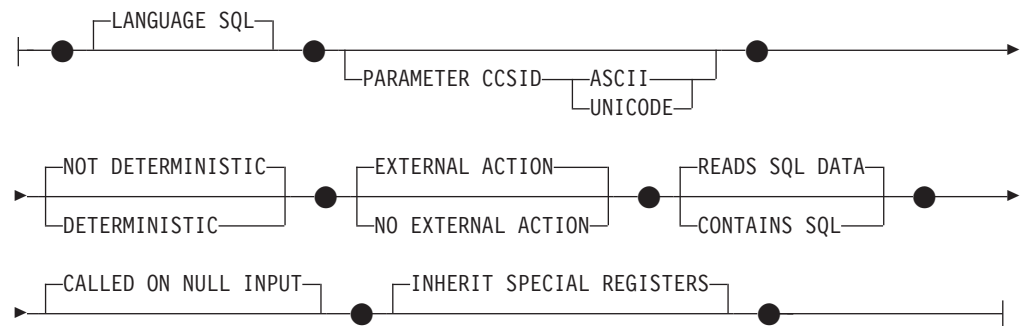 LANGUAGE SQL
PARAMETER CCSID ASCII
UNICODE
NOT DETERMINISTIC EXTERNAL ACTION READS SQL DATA
DETERMINISTIC NO EXTERNAL ACTION CONTAINS SQL
CALLED ON NULL INPUT INHERIT SPECIAL REGISTERS